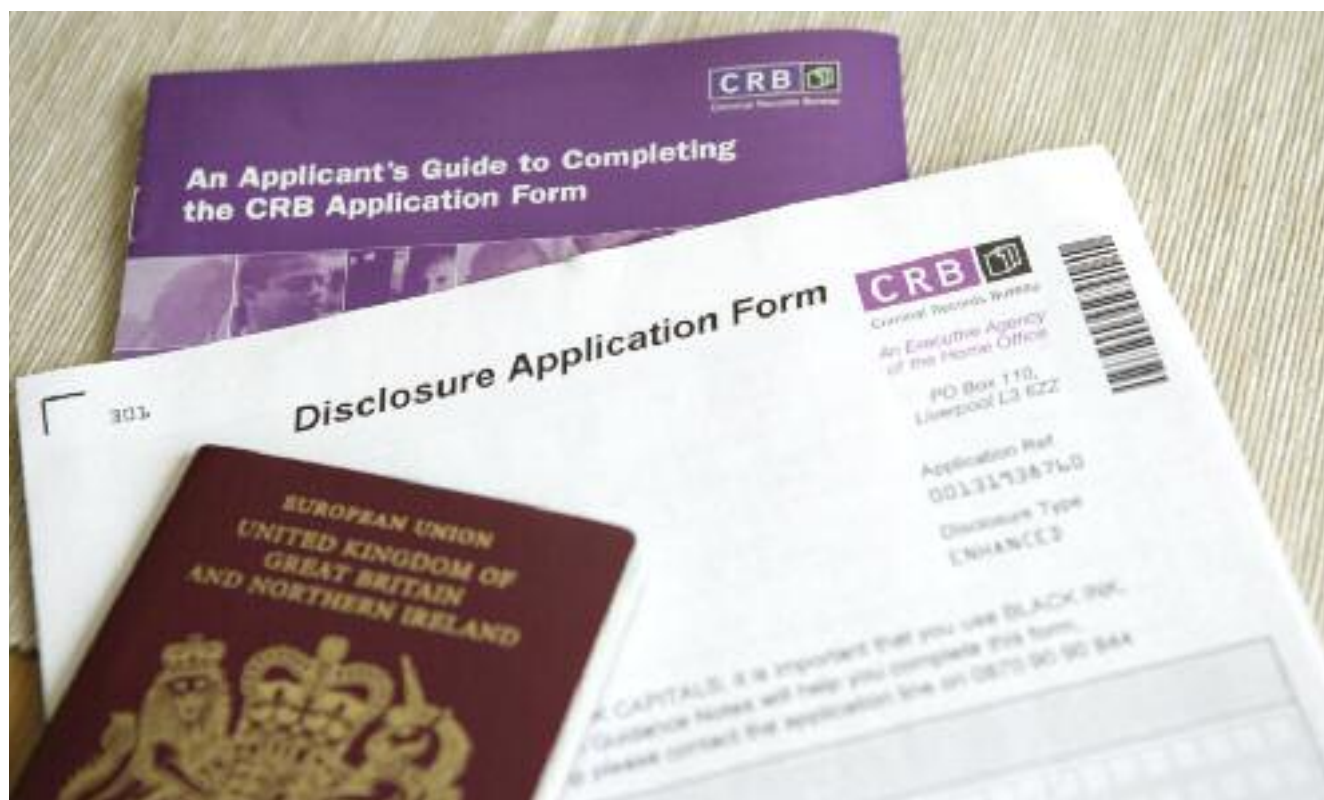 CRB
Criminal Records Bureau
An Applicant's Guide to Completing
the CRB Application Form
CRB
Criminal Records Bureau
An Executive Agency
of the Home Office
PO Box 110,
Liverpool L3 6ZZ
Disclosure Application Form
301
Application Ref
00131938760
Disclosure Type
ENHANCED
CAPITALS, it is important that you use BLACK INK.
Guidance Notes will help you complete this form,
please contact the application line on 0870 90 90 844
EUROPEAN UNION
UNITED KINGDOM OF
GREAT BRITAIN
AND NORTHERN IRELAND